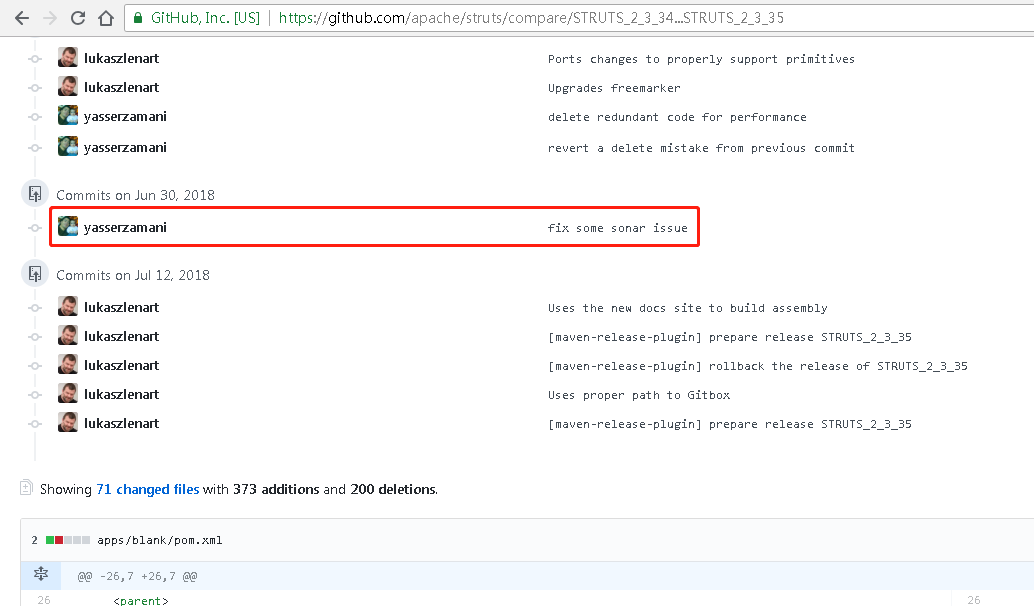 GitHub, Inc. [US] | https://github.com/apache/struts/compare/STRUTS_2_3_34...STRUTS_2_3_35
lukaszlenart Ports changes to properly support primitives
lukaszlenart Upgrades freemarker
yasserzamani delete redundant code for performance
yasserzamani revert a delete mistake from previous commit
Commits on Jun 30, 2018
yasserzamani fix some sonar issue
Commits on Jul 12, 2018
lukaszlenart Uses the new docs site to build assembly
lukaszlenart [maven-release-plugin] prepare release STRUTS_2_3_35
lukaszlenart [maven-release-plugin] rollback the release of STRUTS_2_3_35
lukaszlenart Uses proper path to Gitbox
lukaszlenart [maven-release-plugin] prepare release STRUTS_2_3_35
Showing 71 changed files with 373 additions and 200 deletions.
2 apps/blank/pom.xml
@@ -26,7 +26,7 @@
26 <parent> 26